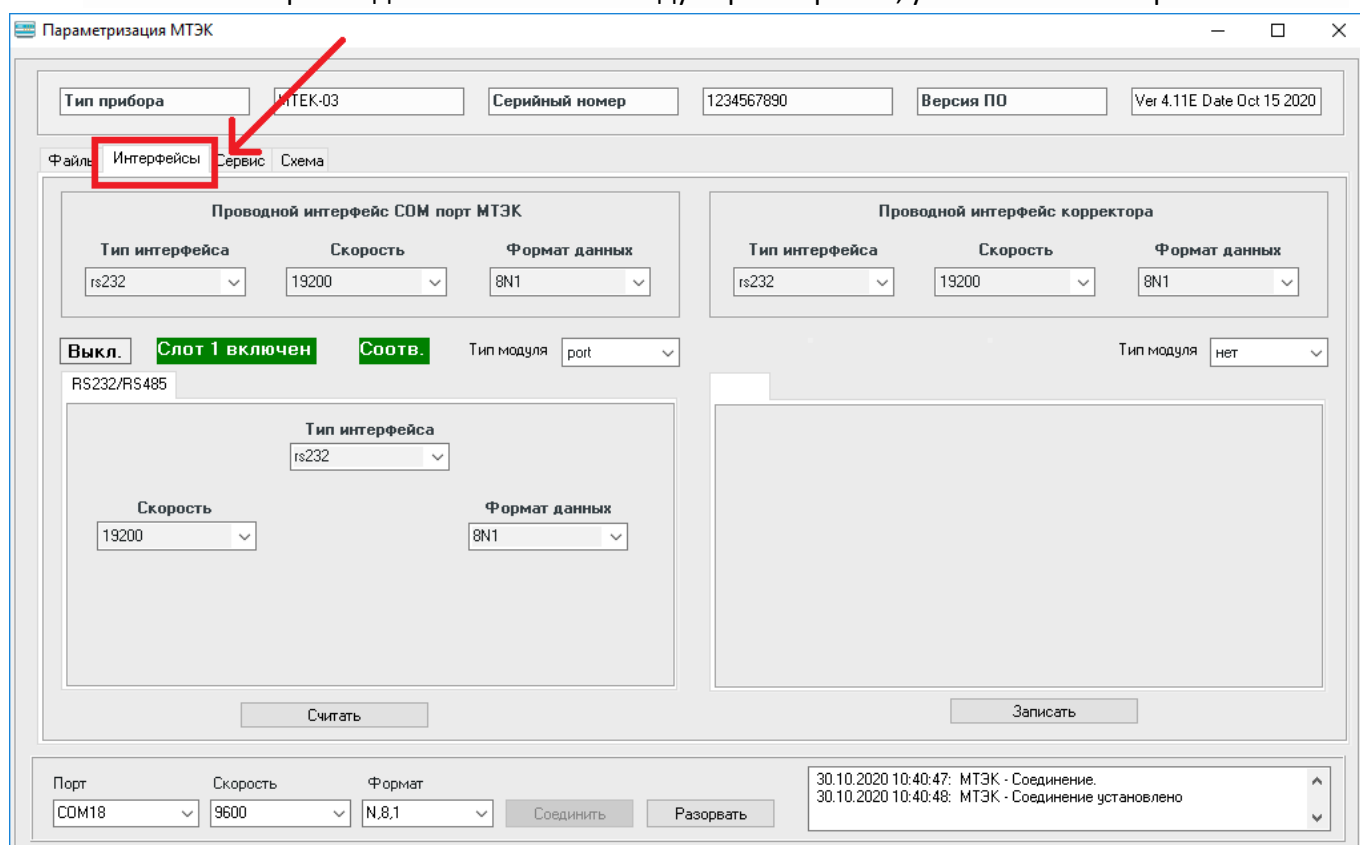 Параметризация МТЭК
Тип прибора MTEK-03 Серийный номер 1234567890 Версия ПО Ver 4.11E Date Oct 15 2020
Файлы Интерфейсы Сервис Схема
Проводной интерфейс COM порт МТЭК Проводной интерфейс корректора
Тип интерфейса Скорость Формат данных Тип интерфейса Скорость Формат данных
rs232 19200 8N1 rs232 19200 8N1
Выкл. Слот 1 включен Соотв. Тип модуля port Тип модуля нет
RS232/RS485
Тип интерфейса
rs232
Скорость Формат данных
19200 8N1
Считать Записать
Порт Скорость Формат
COM18 9600 N,8,1 Соединить Разорвать
30.10.2020 10:40:47: МТЭК - Соединение.
30.10.2020 10:40:48: МТЭК - Соединение установлено